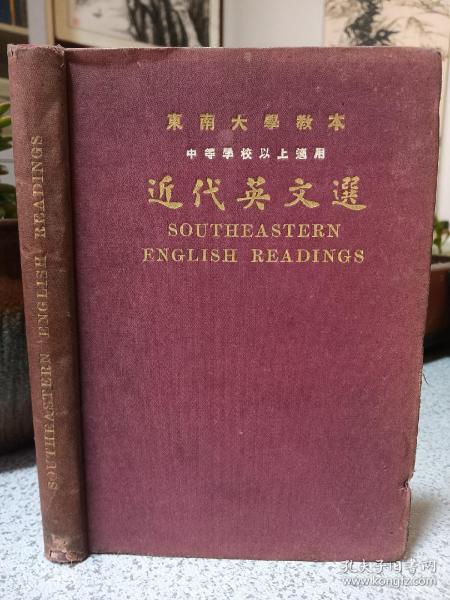 東南大學教本
中等學校以上適用
近代英文選
SOUTHEASTERN
ENGLISH READINGS
SOUTHEASTERN ENGLISH READINGS
孔夫子旧书网
kongfz.com